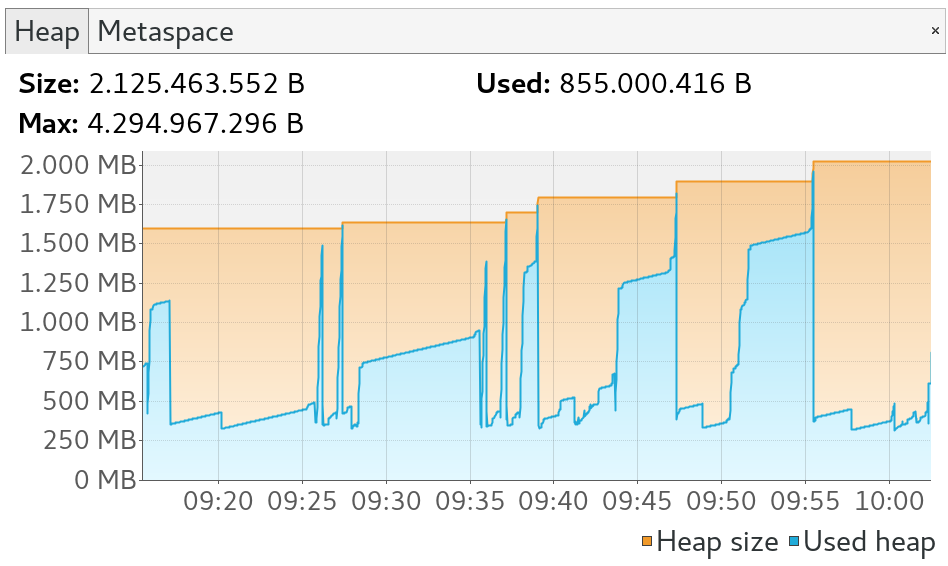 Heap Metaspace ×
Size: 2.125.463.552 B Used: 855.000.416 B
Max: 4.294.967.296 B
2.000 MB
1.750 MB
1.500 MB
1.250 MB
1.000 MB
750 MB
500 MB
250 MB
0 MB
09:20 09:25 09:30 09:35 09:40 09:45 09:50 09:55 10:00
Heap size Used heap